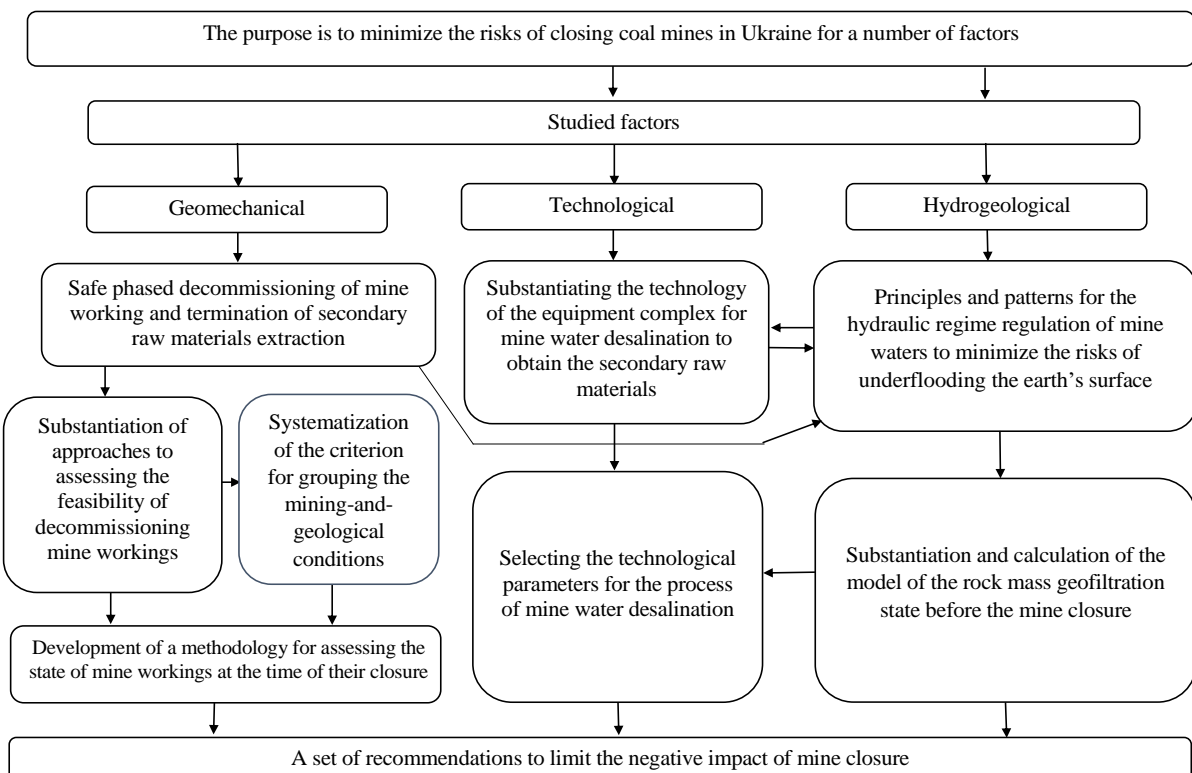 The purpose is to minimize the risks of closing coal mines in Ukraine for a number of factors
Studied factors
Geomechanical
Technological
Hydrogeological
Safe phased decommissioning of mine
working and termination of secondary
raw materials extraction
Substantiating the technology
of the equipment complex for
mine water desalination to
obtain the secondary raw
materials
Principles and patterns for the
hydraulic regime regulation of mine
waters to minimize the risks of
underflooding the earth’s surface
Substantiation of
approaches to
assessing the
feasibility of
decommissioning
mine workings
Systematization
of the criterion
for grouping the
mining-and-
geological
conditions
Selecting the technological
parameters for the process
of mine water desalination
Substantiation and calculation of the
model of the rock mass geofiltration
state before the mine closure
Development of a methodology for assessing the
state of mine workings at the time of their closure
A set of recommendations to limit the negative impact of mine closure